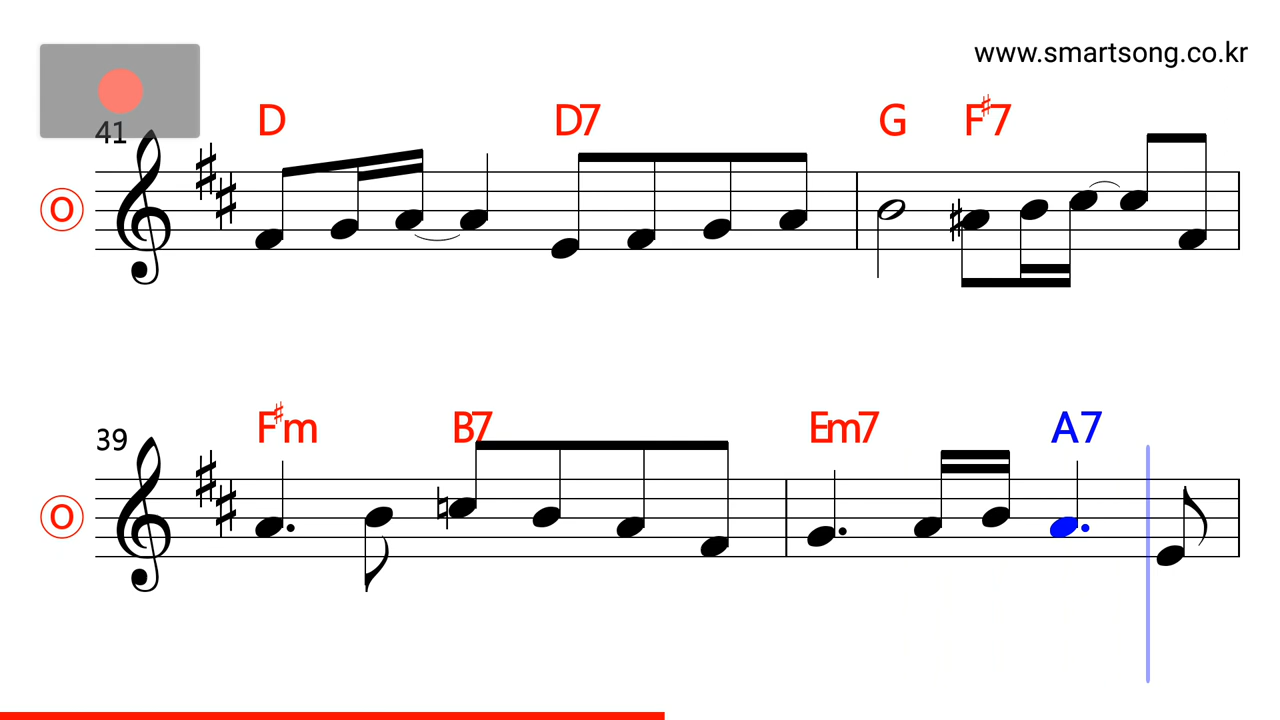 www.smartsong.co.kr
D D7 G F♯7
41
O
F♯m B7 Em7 A7
39
O